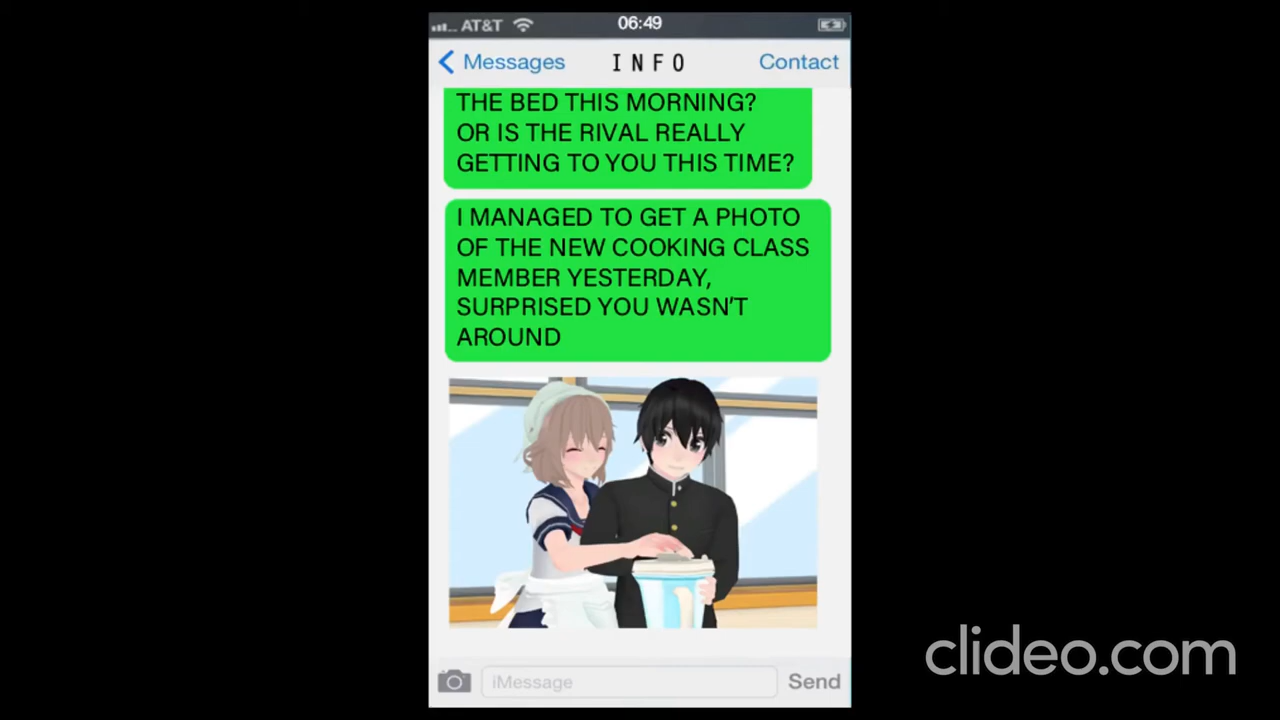 AT&T 06:49
Messages INFO Contact
THE BED THIS MORNING?
OR IS THE RIVAL REALLY
GETTING TO YOU THIS TIME?
I MANAGED TO GET A PHOTO
OF THE NEW COOKING CLASS
MEMBER YESTERDAY,
SURPRISED YOU WASN'T
AROUND
iMessage Send
clideo.com